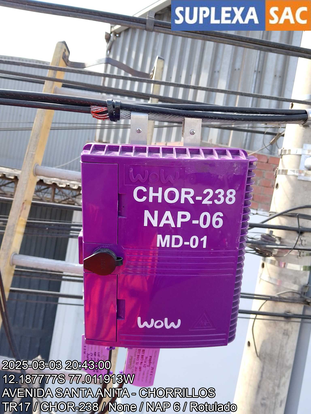 SUPLEXA SAC
WOW
CHOR-238
NAP-06
MD-01
WOW
2025-03-03 20:43:00
12.187777S 77.011913W
AVENIDA SANTA ANITA - CHORRILLOS
TR17 / CHOR-238 / None / NAP 6 / Rotulado